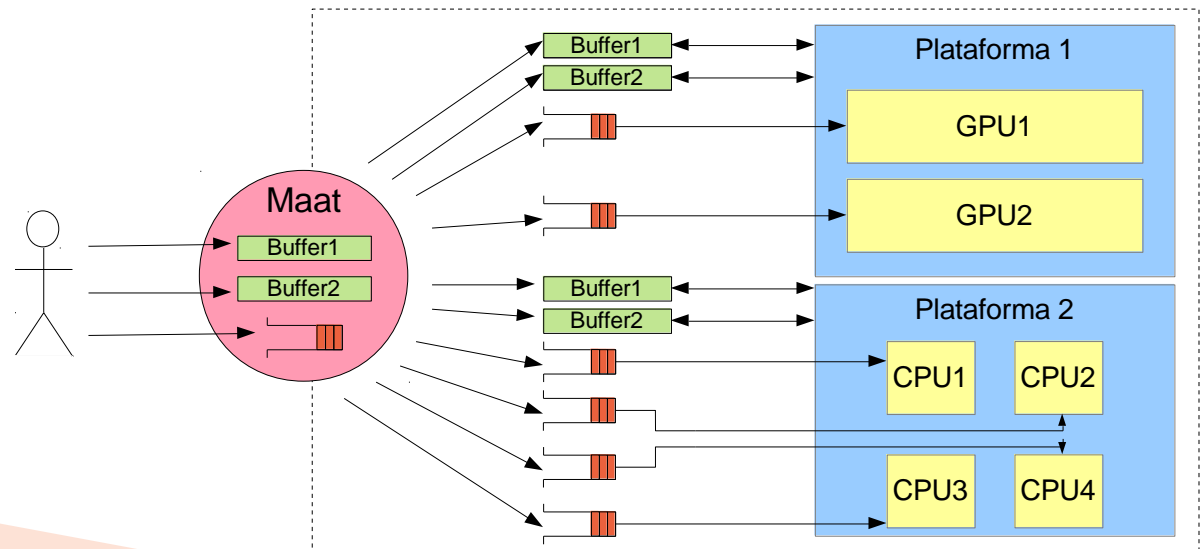 Buffer1
Buffer2
Plataforma 1
GPU1
GPU2
Maat
Buffer1
Buffer2
Buffer1
Buffer2
Plataforma 2
CPU1
CPU2
CPU3
CPU4